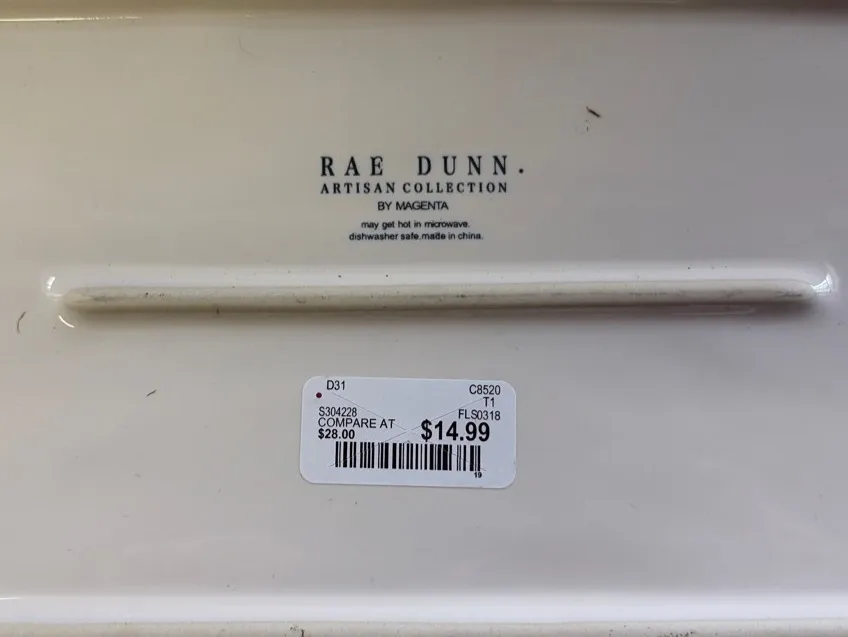 RAE DUNN.
ARTISAN COLLECTION
BY MAGENTA
may get hot in microwave.
dishwasher safe.made in china.
D31 C8520
T1
S304228 FLS0318
COMPARE AT
$28.00 $14.99
19